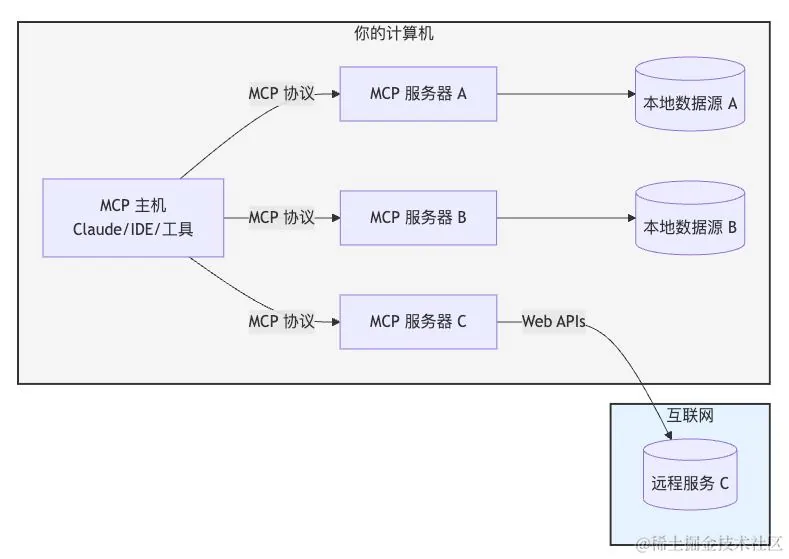 你的计算机
MCP 协议
MCP 服务器 A
本地数据源 A
MCP 主机
Claude/IDE/工具
MCP 协议
MCP 服务器 B
本地数据源 B
MCP 协议
MCP 服务器 C
Web APIs
互联网
远程服务 C
@稀土掘金技术社区